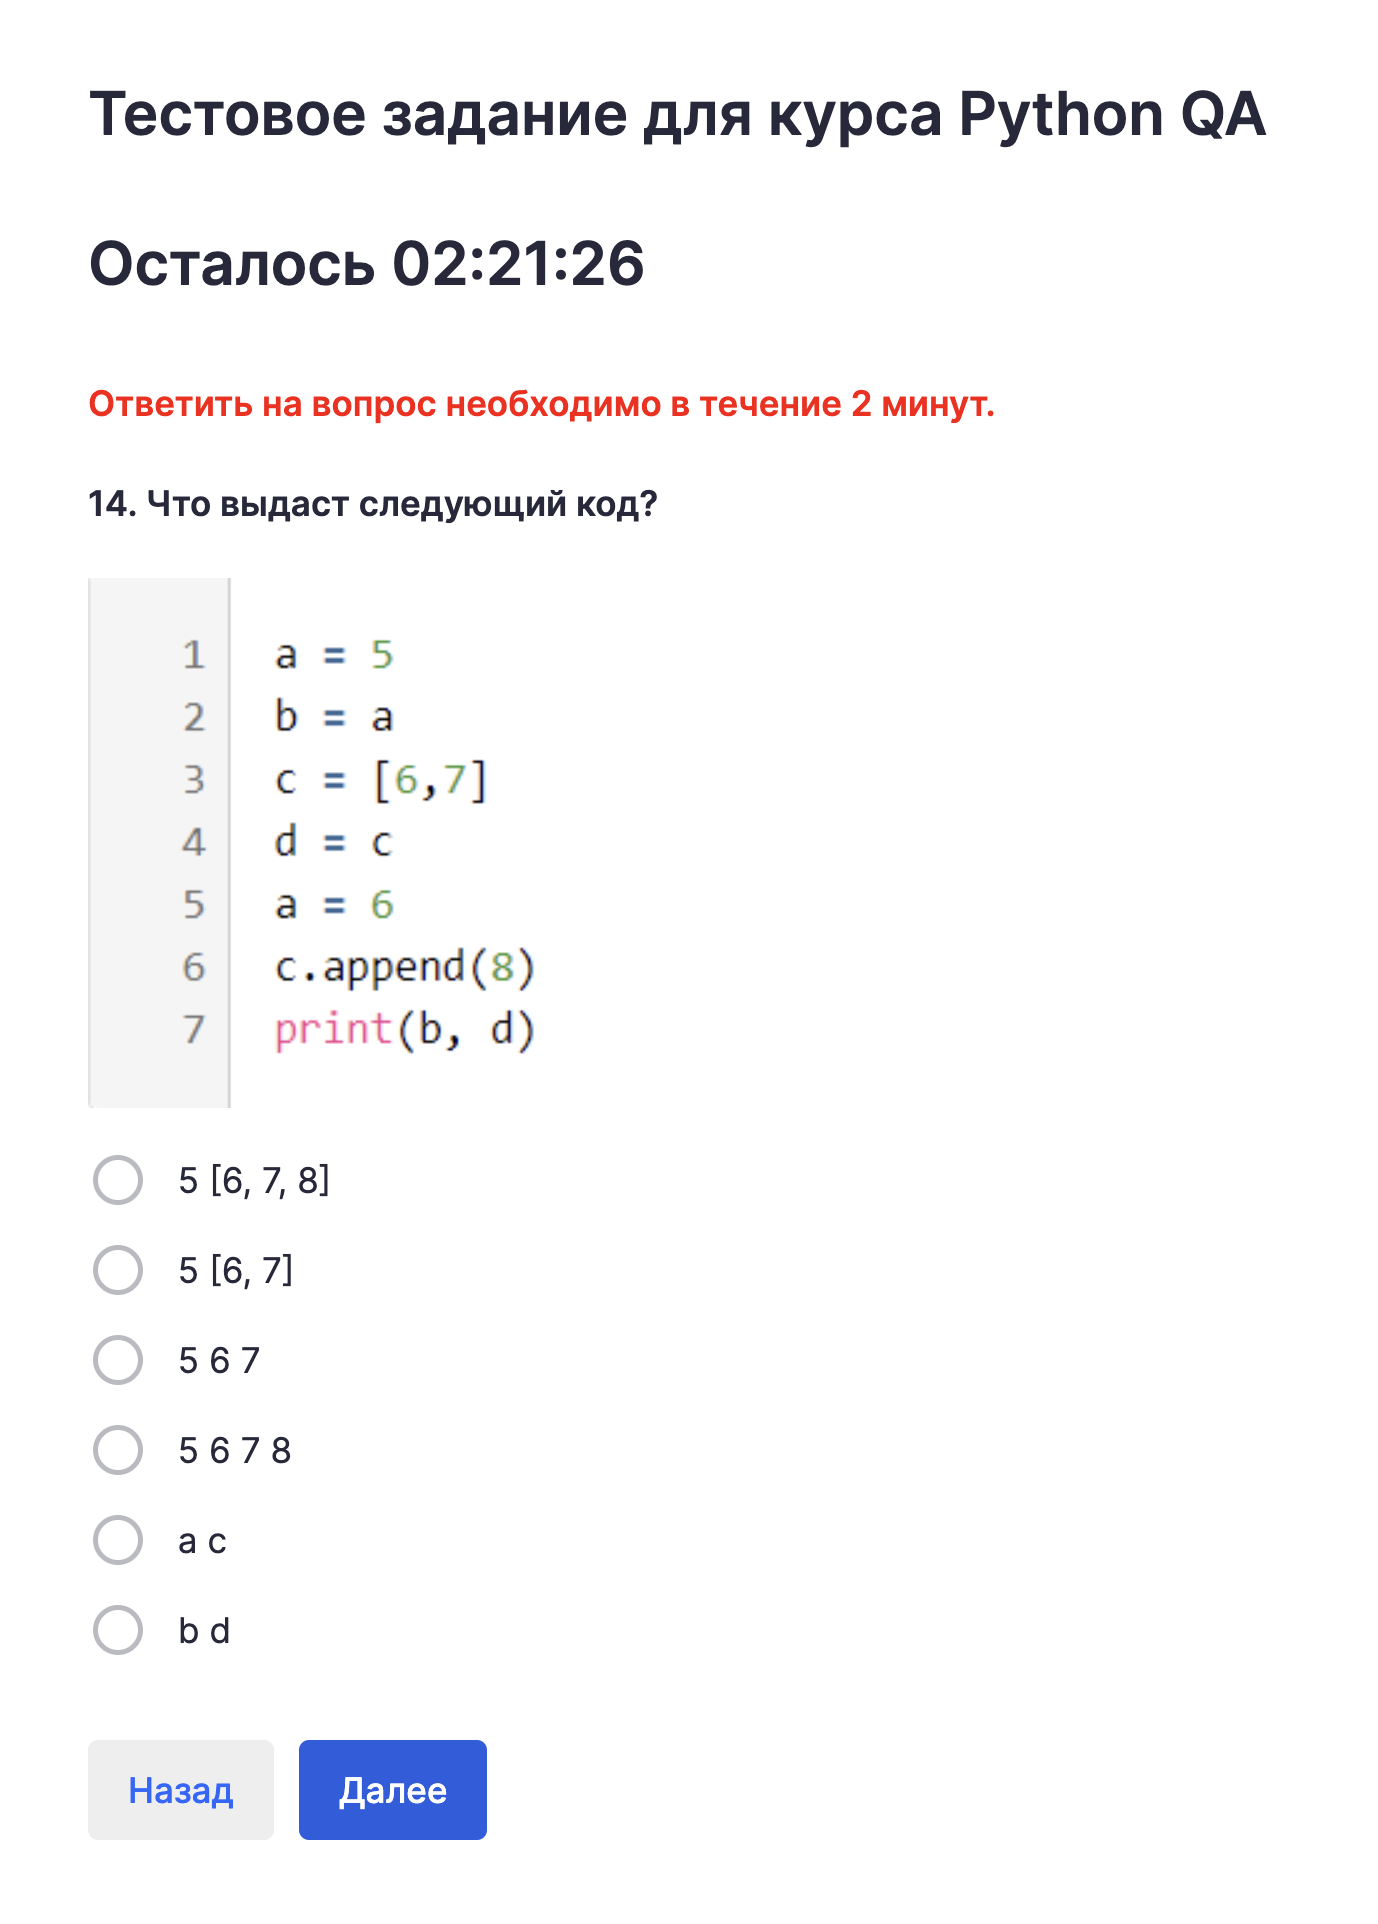 Тестовое задание для курса Python QA
Осталось 02:21:26
Ответить на вопрос необходимо в течение 2 минут.
14. Что выдаст следующий код?
1 a = 5
2 b = a
3 c = [6,7]
4 d = c
5 a = 6
6 c.append(8)
7 print(b, d)
5 [6, 7, 8]
5 [6, 7]
5 6 7
5 6 7 8
a c
b d
Назад Далее